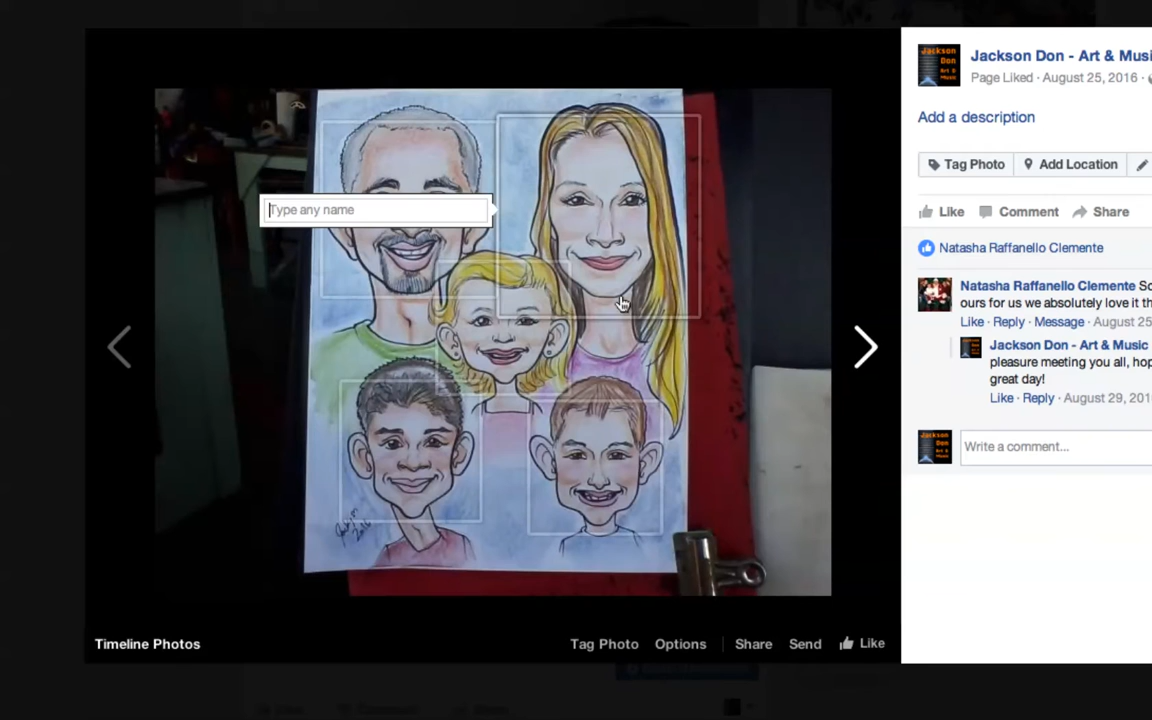 Jackson Don - Art & Musi
Page Liked · August 25, 2016 ·
Jackson
Don
Art &
Music
Add a description
Tag Photo
Add Location
Like
Comment
Share
Natasha Raffanello Clemente
Natasha Raffanello Clemente So
ours for us we absolutely love it th
Like · Reply · Message · August 25
Jackson Don - Art & Music
pleasure meeting you all, hop
great day!
Like · Reply · August 29, 201
Write a comment...
Type any name
2016
Timeline Photos
Tag Photo
Options
Share
Send
Like